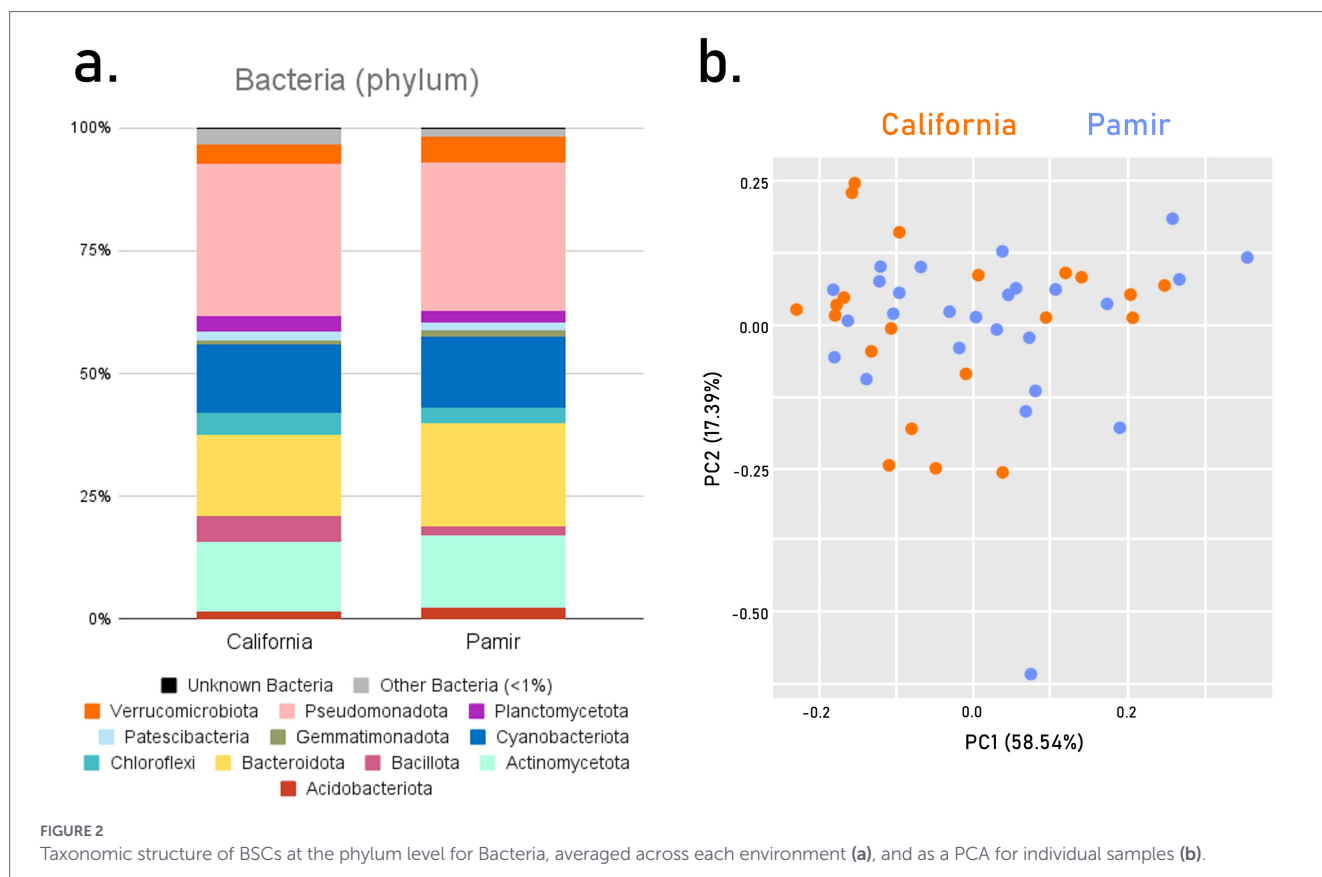 a.
Bacteria (phylum)
100%
75%
50%
25%
0%
California Pamir
Unknown Bacteria Other Bacteria (<1%)
Verrucomicrobiota Pseudomonadota Planctomycetota
Patescibacteria Gemmatimonadota Cyanobacteriota
Chloroflexi Bacteroidota Bacillota Actinomycetota
Acidobacteriota
b.
California Pamir
PC2 (17.39%)
0.25
0.00
-0.25
-0.50
-0.2 0.0 0.2
PC1 (58.54%)
FIGURE 2
Taxonomic structure of BSCs at the phylum level for Bacteria, averaged across each environment (a), and as a PCA for individual samples (b).